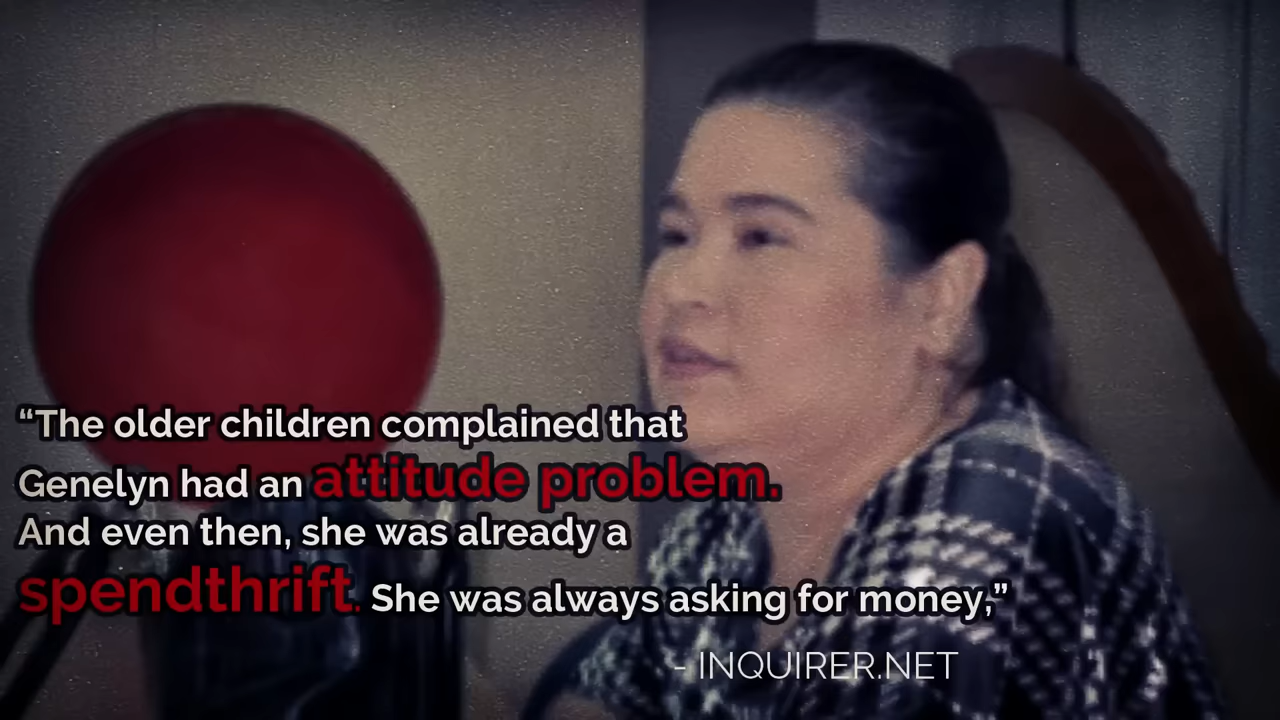 “The older children complained that
Genelyn had an attitude problem.
And even then, she was already a
spendthrift. She was always asking for money,”
- INQUIRER.NET